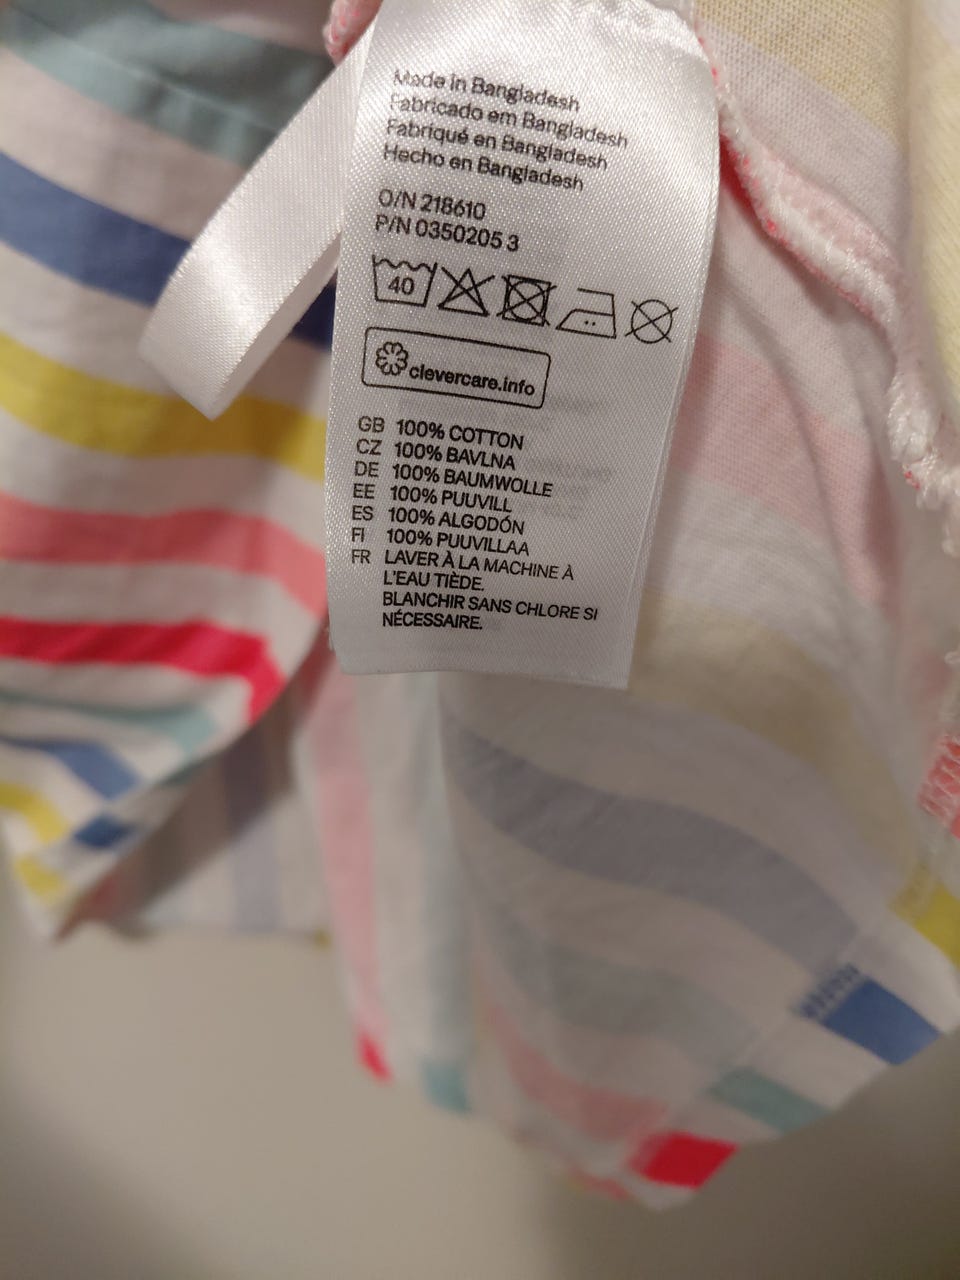 Made in Bangladesh
Fabricado em Bangladesh
Fabriqué en Bangladesh
Hecho en Bangladesh
O/N 218610
P/N 0350205 3
40
clevercare.info
GB 100% COTTON
CZ 100% BAVLNA
DE 100% BAUMWOLLE
EE 100% PUUVILL
ES 100% ALGODÓN
FI 100% PUUVILLAA
FR LAVER À LA MACHINE À
L'EAU TIÈDE.
BLANCHIR SANS CHLORE SI
NÉCESSAIRE.